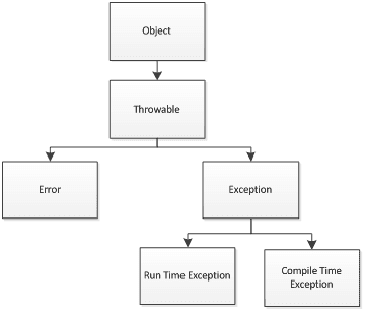 Object
Throwable
Error
Exception
Run Time Exception
Compile Time
Exception